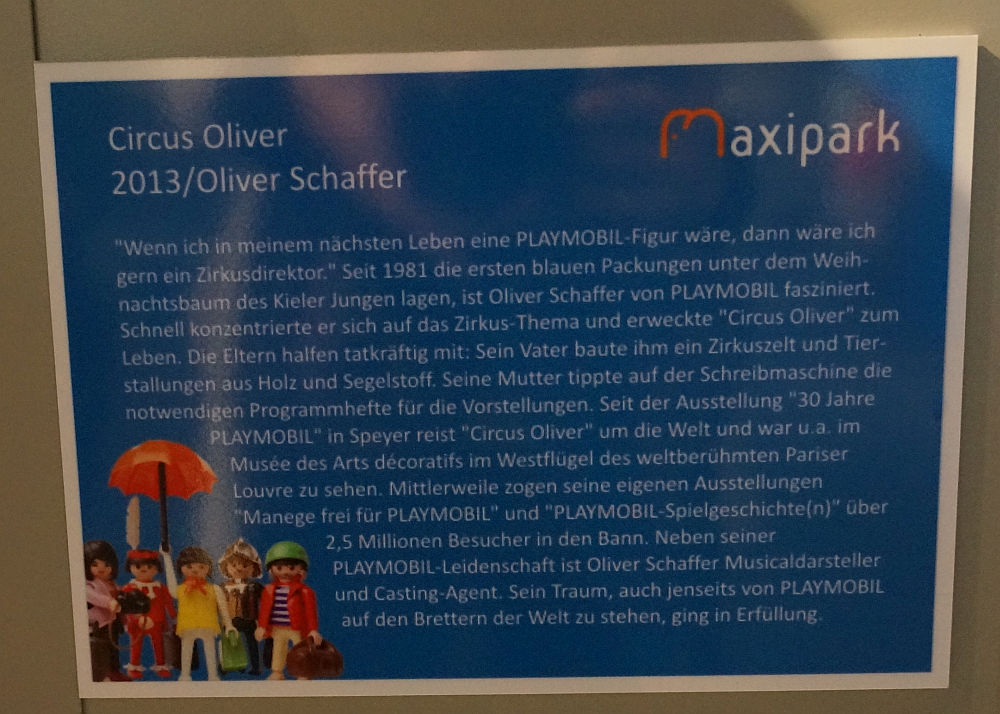 Circus Oliver
2013/Oliver Schaffer
maxipark
"Wenn ich in meinem nächsten Leben eine PLAYMOBIL-Figur wäre, dann wäre ich
gern ein Zirkusdirektor." Seit 1981 die ersten blauen Packungen unter dem Weih-
nachtsbaum des Kieler Jungen lagen, ist Oliver Schaffer von PLAYMOBIL fasziniert.
Schnell konzentrierte er sich auf das Zirkus-Thema und erweckte "Circus Oliver" zum
Leben. Die Eltern halfen tatkräftig mit: Sein Vater baute ihm ein Zirkuszelt und Tier-
stallungen aus Holz und Segelstoff. Seine Mutter tippte auf der Schreibmaschine die
notwendigen Programmhefte für die Vorstellungen. Seit der Ausstellung "30 Jahre
PLAYMOBIL" in Speyer reist "Circus Oliver" um die Welt und war u.a. im
Musée des Arts décoratifs im Westflügel des weltberühmten Pariser
Louvre zu sehen. Mittlerweile zogen seine eigenen Ausstellungen
"Manege frei für PLAYMOBIL" und "PLAYMOBIL-Spielgeschichte(n)" über
2,5 Millionen Besucher in den Bann. Neben seiner
PLAYMOBIL-Leidenschaft ist Oliver Schaffer Musicaldarsteller
und Casting-Agent. Sein Traum, auch jenseits von PLAYMOBIL
auf den Brettern der Welt zu stehen, ging in Erfüllung.